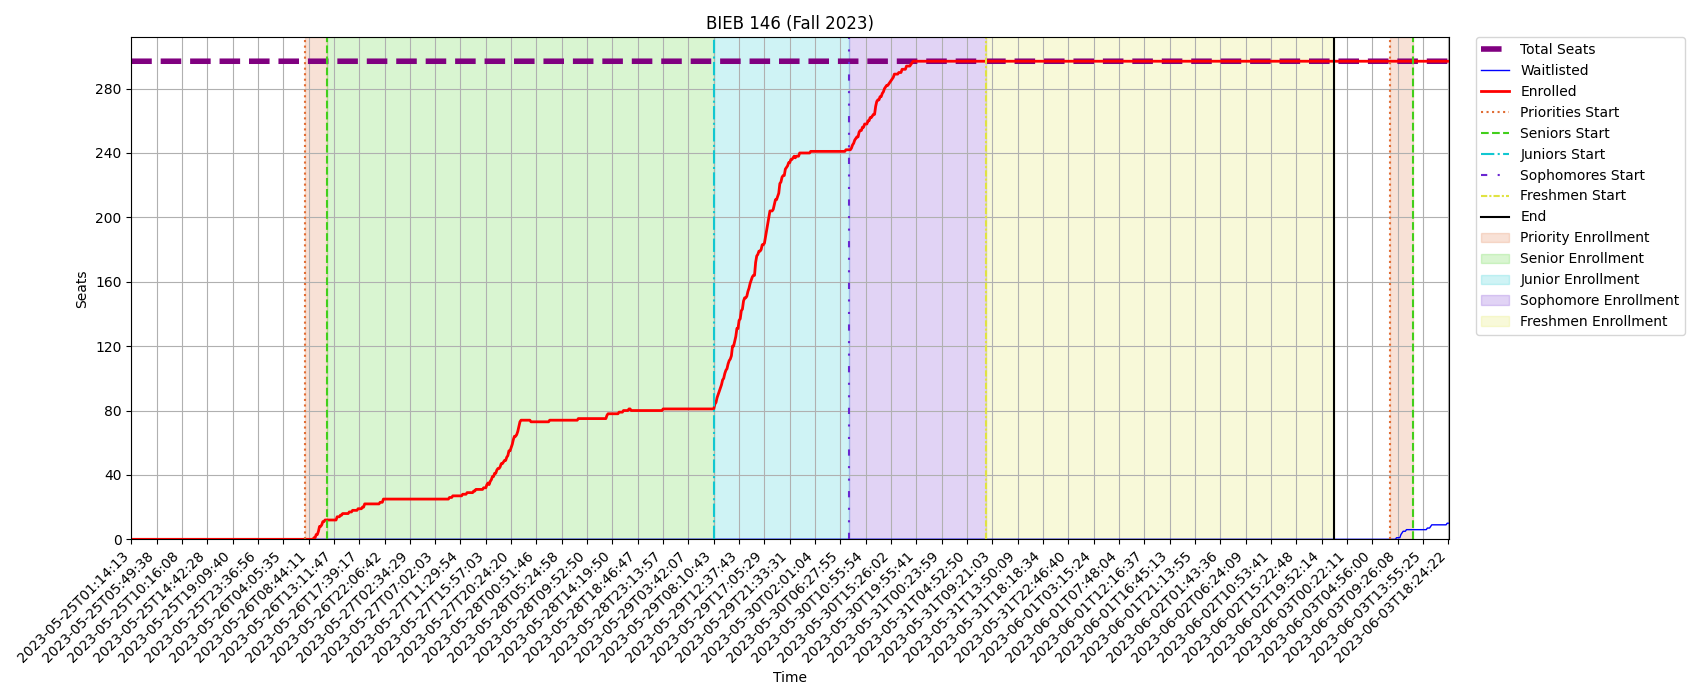 BIEB 146 (Fall 2023)
Total Seats
Waitlisted
Enrolled
Priorities Start
Seniors Start
Juniors Start
Sophomores Start
Freshmen Start
End
Priority Enrollment
Senior Enrollment
Junior Enrollment
Sophomore Enrollment
Freshmen Enrollment
Seats
280
240
200
160
120
80
40
0
2023-05-25T01:14:13
2023-05-25T05:49:38
2023-05-25T10:16:08
2023-05-25T14:42:28
2023-05-25T19:09:40
2023-05-25T23:36:56
2023-05-26T04:05:35
2023-05-26T08:44:11
2023-05-26T13:11:47
2023-05-26T17:39:17
2023-05-26T22:06:42
2023-05-27T02:34:29
2023-05-27T07:02:03
2023-05-27T11:29:54
2023-05-27T15:57:03
2023-05-27T20:24:20
2023-05-28T00:51:46
2023-05-28T05:24:58
2023-05-28T09:52:50
2023-05-28T14:19:50
2023-05-28T18:46:47
2023-05-28T23:13:57
2023-05-29T03:42:07
2023-05-29T08:10:43
2023-05-29T12:37:43
2023-05-29T17:05:29
2023-05-29T21:33:31
2023-05-30T02:01:04
2023-05-30T06:27:55
2023-05-30T10:55:54
2023-05-30T15:26:02
2023-05-30T19:55:41
2023-05-31T00:23:59
2023-05-31T04:52:50
2023-05-31T09:21:03
2023-05-31T13:50:09
2023-05-31T18:18:34
2023-05-31T22:46:40
2023-06-01T03:15:24
2023-06-01T07:48:04
2023-06-01T12:16:37
2023-06-01T16:45:13
2023-06-01T21:13:55
2023-06-02T01:43:36
2023-06-02T06:24:09
2023-06-02T10:53:41
2023-06-02T15:22:48
2023-06-02T19:52:14
2023-06-03T00:22:11
2023-06-03T04:56:00
2023-06-03T09:26:08
2023-06-03T13:55:25
2023-06-03T18:24:22
Time